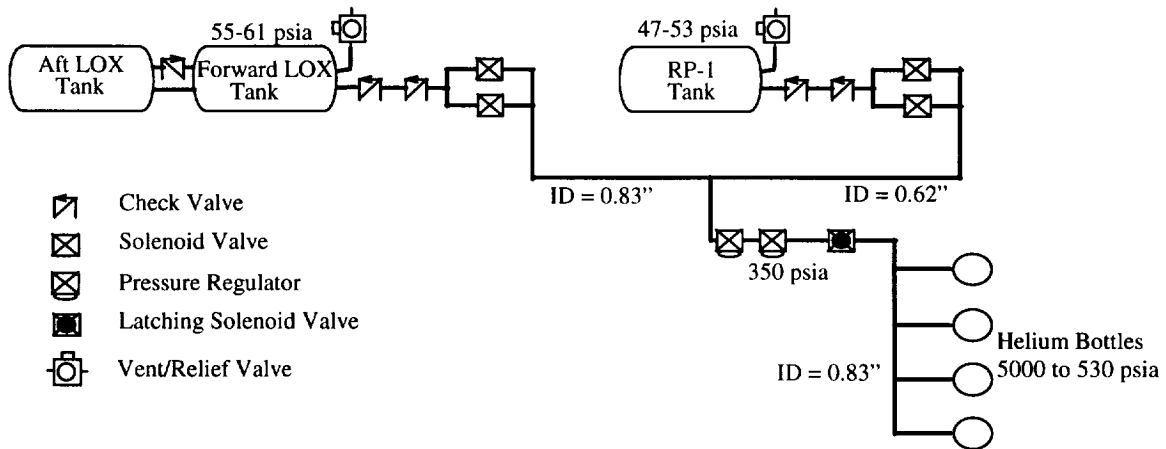 55-61 psia
47-53 psia
Aft LOX
Tank
Forward LOX
Tank
RP-1
Tank
ID = 0.83”
ID = 0.62”
Check Valve
Solenoid Valve
350 psia
Pressure Regulator
Latching Solenoid Valve
Helium Bottles
5000 to 530 psia
Vent/Relief Valve
ID = 0.83”